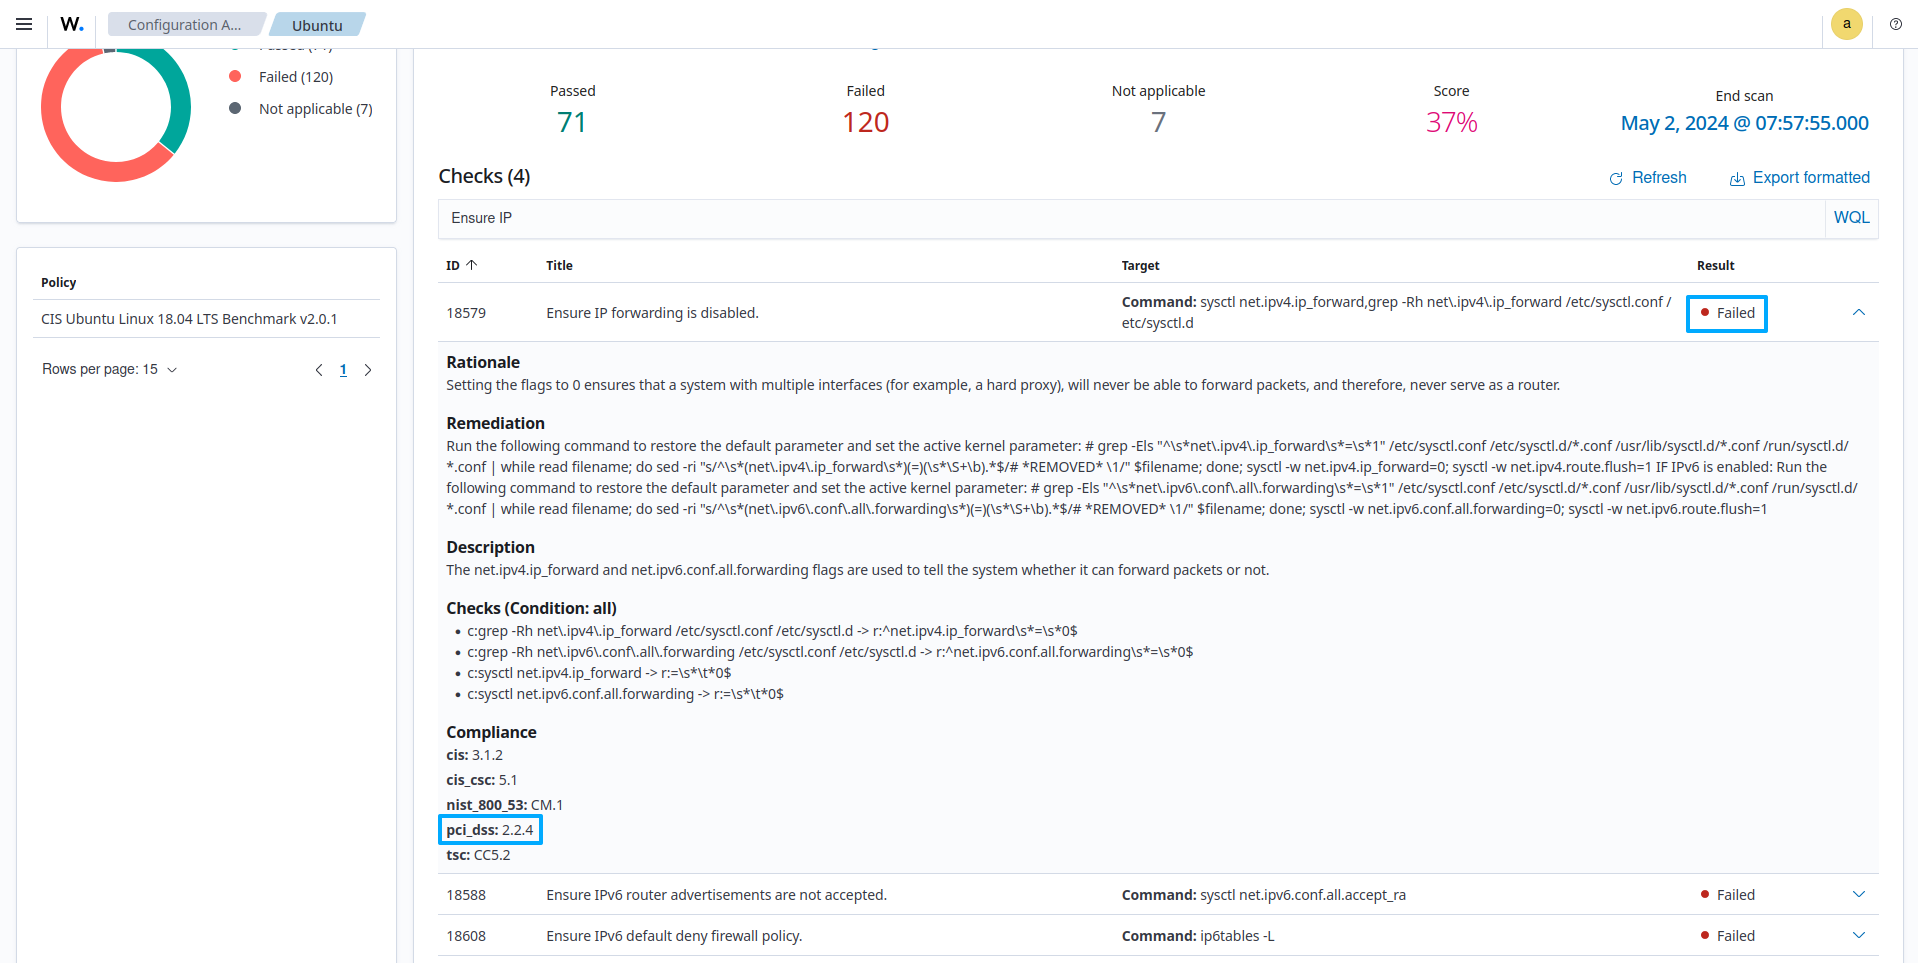 W.
Configuration A...
Ubuntu
a
Failed (120)
Not applicable (7)
Passed
Failed
Not applicable
Score
End scan
71
120
7
37%
May 2, 2024 @ 07:57:55.000
Checks (4)
Refresh
Export formatted
Ensure IP
WQL
Policy
CIS Ubuntu Linux 18.04 LTS Benchmark v2.0.1
Rows per page: 15
1
ID
Title
Target
Result
18579
Ensure IP forwarding is disabled.
Command: sysctl net.ipv4.ip_forward,grep -Rh net\.ipv4\.ip_forward /etc/sysctl.conf /
etc/sysctl.d
Failed
Rationale
Setting the flags to 0 ensures that a system with multiple interfaces (for example, a hard proxy), will never be able to forward packets, and therefore, never serve as a router.
Remediation
Run the following command to restore the default parameter and set the active kernel parameter: # grep -Els "^\s*net\.ipv4\.ip_forward\s*=\s*1" /etc/sysctl.conf /etc/sysctl.d/*.conf /usr/lib/sysctl.d/*.conf /run/sysctl.d/
*.conf | while read filename; do sed -ri "s/^\s*(net\.ipv4\.ip_forward\s*)(=)(\s*\S+\b).*$/# *REMOVED* \1/" $filename; done; sysctl -w net.ipv4.ip_forward=0; sysctl -w net.ipv4.route.flush=1 IF IPv6 is enabled: Run the
following command to restore the default parameter and set the active kernel parameter: # grep -Els "^\s*net\.ipv6\.conf\.all\.forwarding\s*=\s*1" /etc/sysctl.conf /etc/sysctl.d/*.conf /usr/lib/sysctl.d/*.conf /run/sysctl.d/
*.conf | while read filename; do sed -ri "s/^\s*(net\.ipv6\.conf\.all\.forwarding\s*)(=)(\s*\S+\b).*$/# *REMOVED* \1/" $filename; done; sysctl -w net.ipv6.conf.all.forwarding=0; sysctl -w net.ipv6.route.flush=1
Description
The net.ipv4.ip_forward and net.ipv6.conf.all.forwarding flags are used to tell the system whether it can forward packets or not.
Checks (Condition: all)
c:grep -Rh net\.ipv4\.ip_forward /etc/sysctl.conf /etc/sysctl.d -> r:^net.ipv4.ip_forward\s*=\s*0$
c:grep -Rh net\.ipv6\.conf\.all\.forwarding /etc/sysctl.conf /etc/sysctl.d -> r:^net.ipv6.conf.all.forwarding\s*=\s*0$
c:sysctl net.ipv4.ip_forward -> r:=\s*\t*0$
c:sysctl net.ipv6.conf.all.forwarding -> r:=\s*\t*0$
Compliance
cis: 3.1.2
cis_csc: 5.1
nist_800_53: CM.1
pci_dss: 2.2.4
tsc: CC5.2
18588
Ensure IPv6 router advertisements are not accepted.
Command: sysctl net.ipv6.conf.all.accept_ra
Failed
18608
Ensure IPv6 default deny firewall policy.
Command: ip6tables -L
Failed